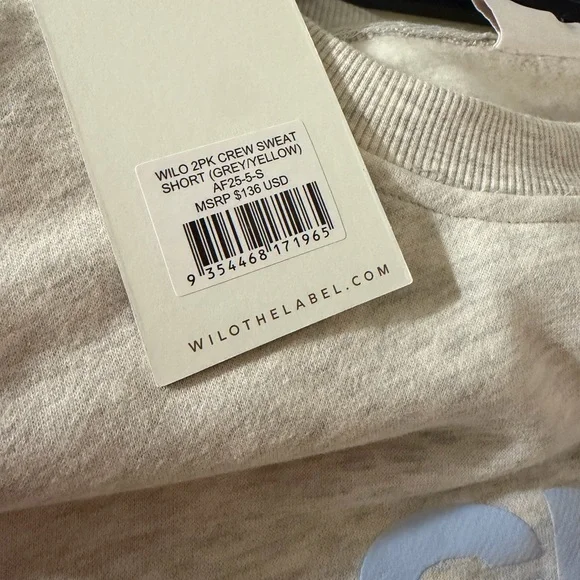 WILO 2PK CREW SWEAT
SHORT (GREY/YELLOW)
AF25-5-S
MSRP $136 USD
9 354468 171965
WILOTHELABEL.COM